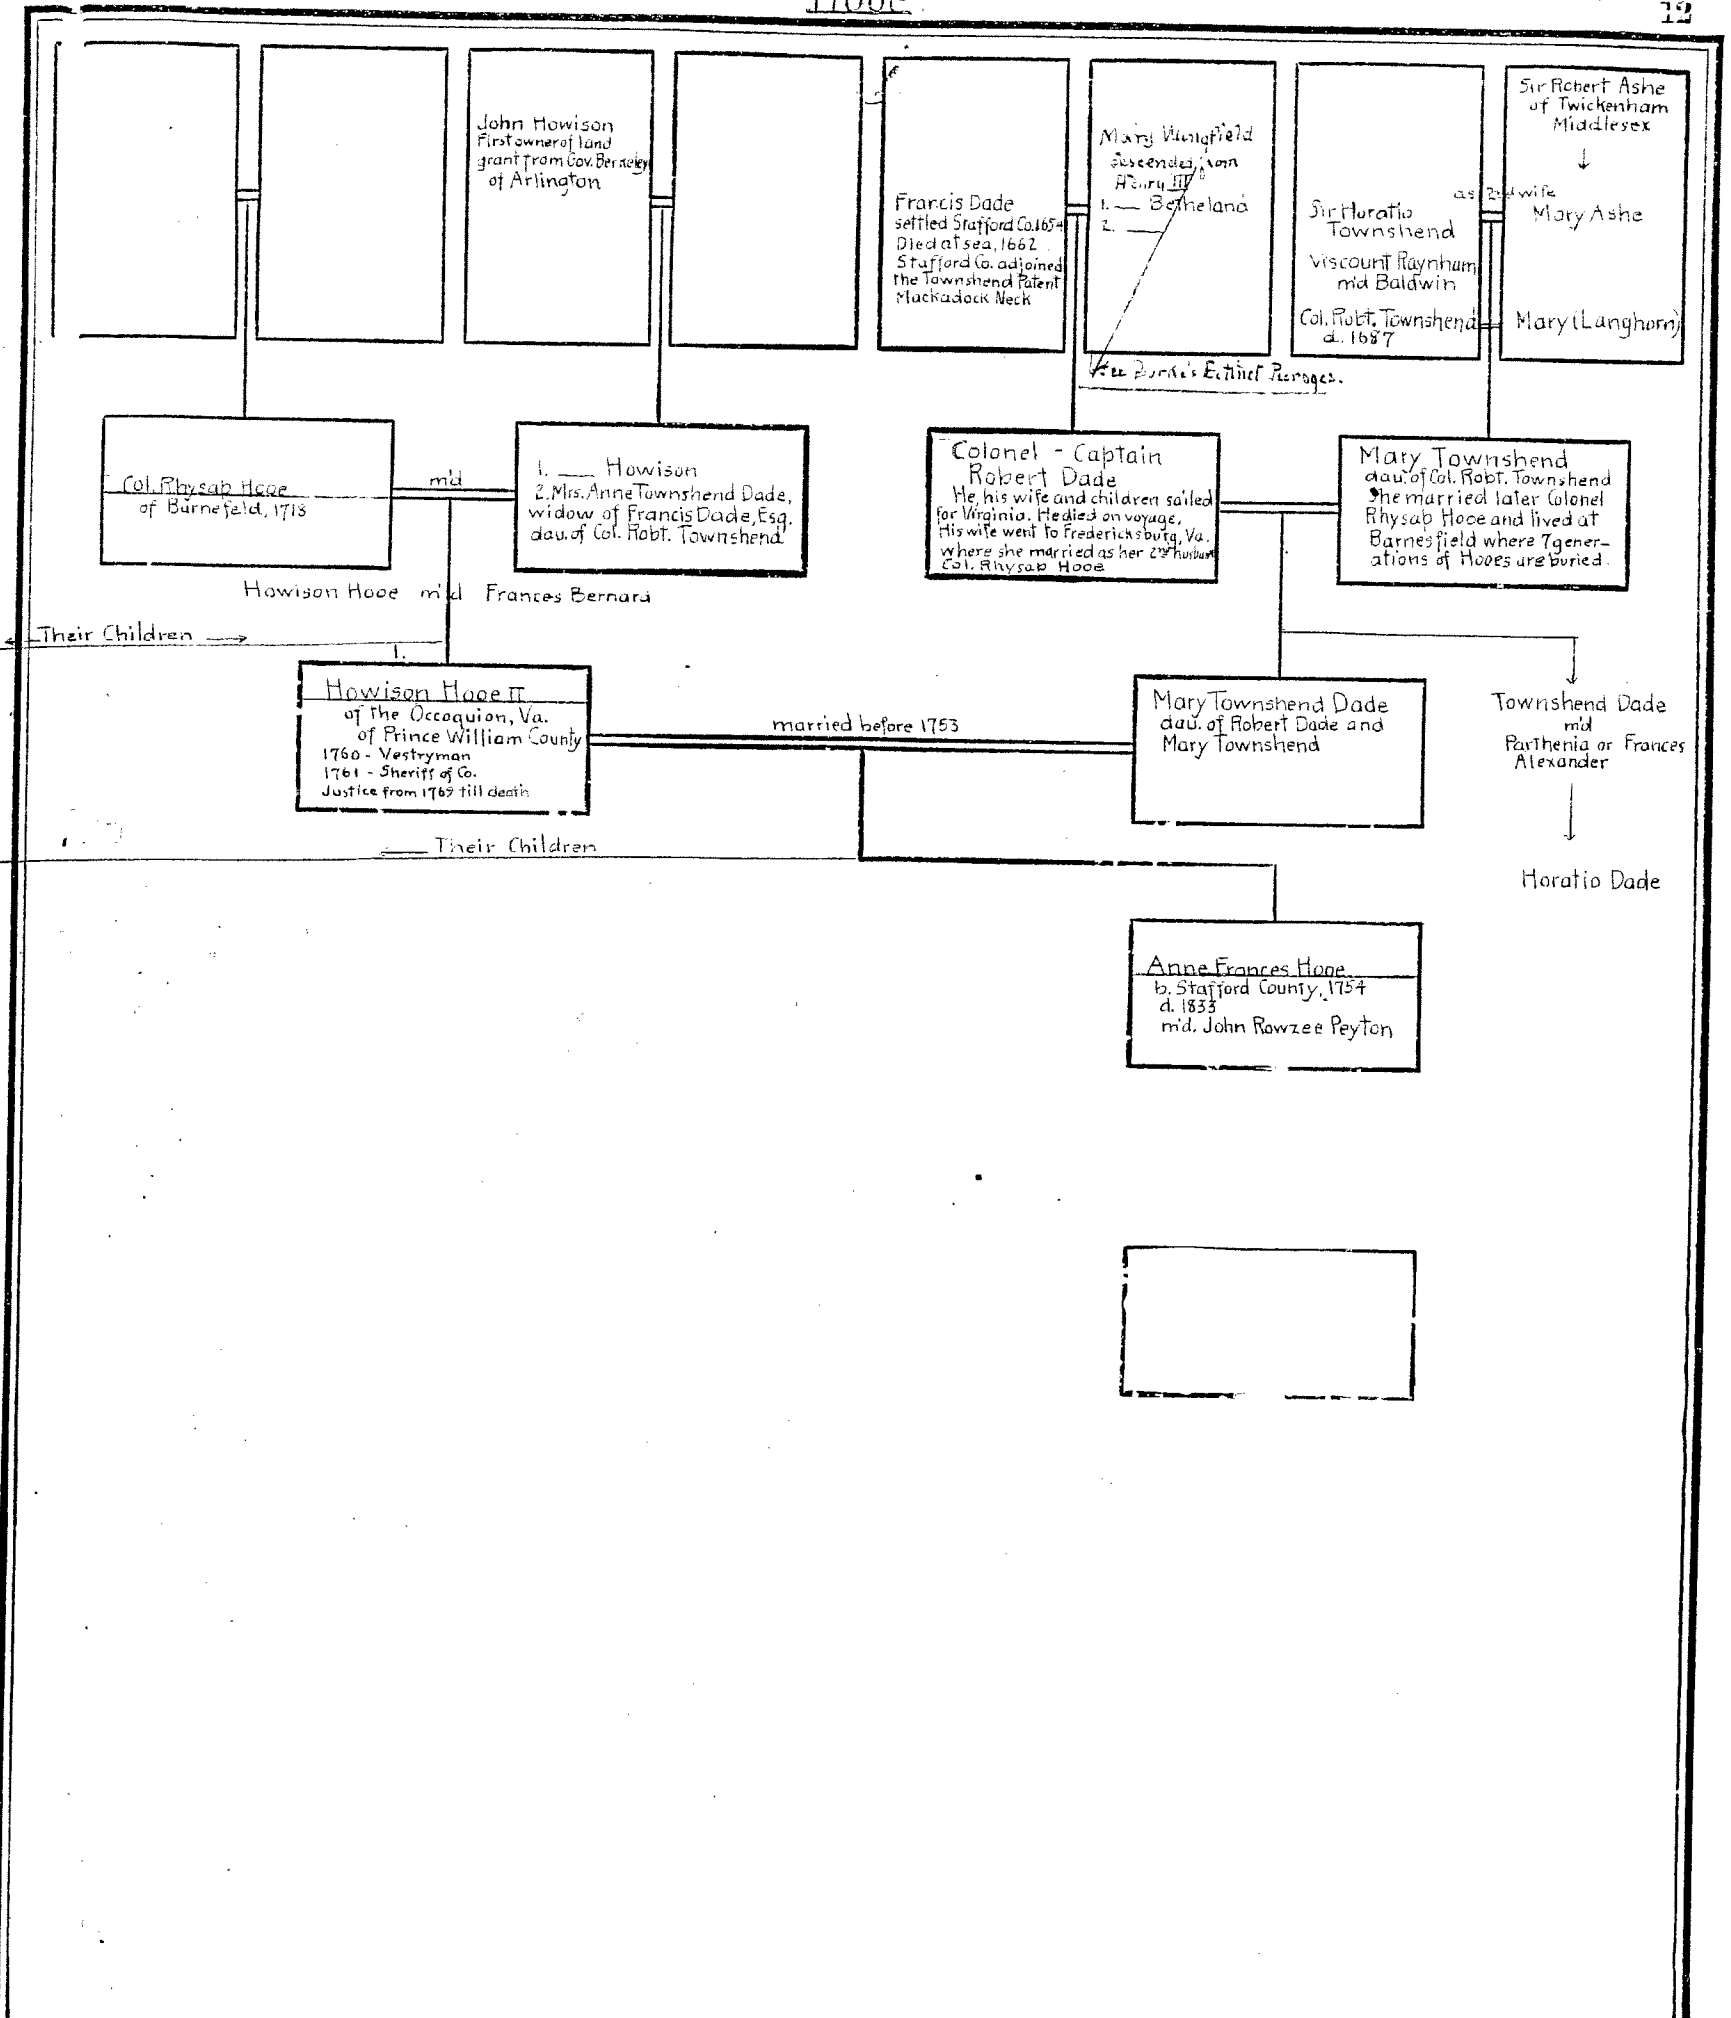 Hooe
12
John Howison
First owner of land
grant from Gov. Berkeley
of Arlington
Francis Dade
settled Stafford Co. 1654
Died at sea, 1662
Stafford Co. adjoined
the Townshend Patent
Mackadock Neck
Mary Wingfield
descended from
Henry III
1. __ Betheland
2. __
See Burke's Extinct Peerages.
as 2nd wife
Sir Horatio
Townshend
Viscount Raynham
m'd Baldwin
Col. Robt. Townshend
d. 1687
Sir Robert Ashe
of Twickenham
Middlesex
Mary Ashe
Mary (Langhorn)
Col. Rhysap Hooe
of Barnefeld, 1718
m'd
1. __ Howison
2. Mrs. Anne Townshend Dade,
widow of Francis Dade, Esq.
dau. of Col. Robt. Townshend
Colonel - Captain
Robert Dade
He, his wife and children sailed
for Virginia. He died on voyage.
His wife went to Fredericksburg, Va.
where she married as her 2nd husband
Col. Rhysap Hooe
Mary Townshend
dau. of Col. Robt. Townshend
She married later Colonel
Rhysap Hooe and lived at
Barnesfield where 7 gener-
ations of Hooes are buried.
Howison Hooe m'd Frances Bernard
Their Children
1.
Howison Hooe II
of the Occoquion, Va.
of Prince William County
1760 - Vestryman
1761 - Sheriff of Co.
Justice from 1769 till death
married before 1753
Mary Townshend Dade
dau. of Robert Dade and
Mary Townshend
Townshend Dade
m'd
Parthenia or Frances
Alexander
Horatio Dade
Their Children
Anne Frances Hooe
b. Stafford County, 1754
d. 1833
m'd. John Rowzee Peyton